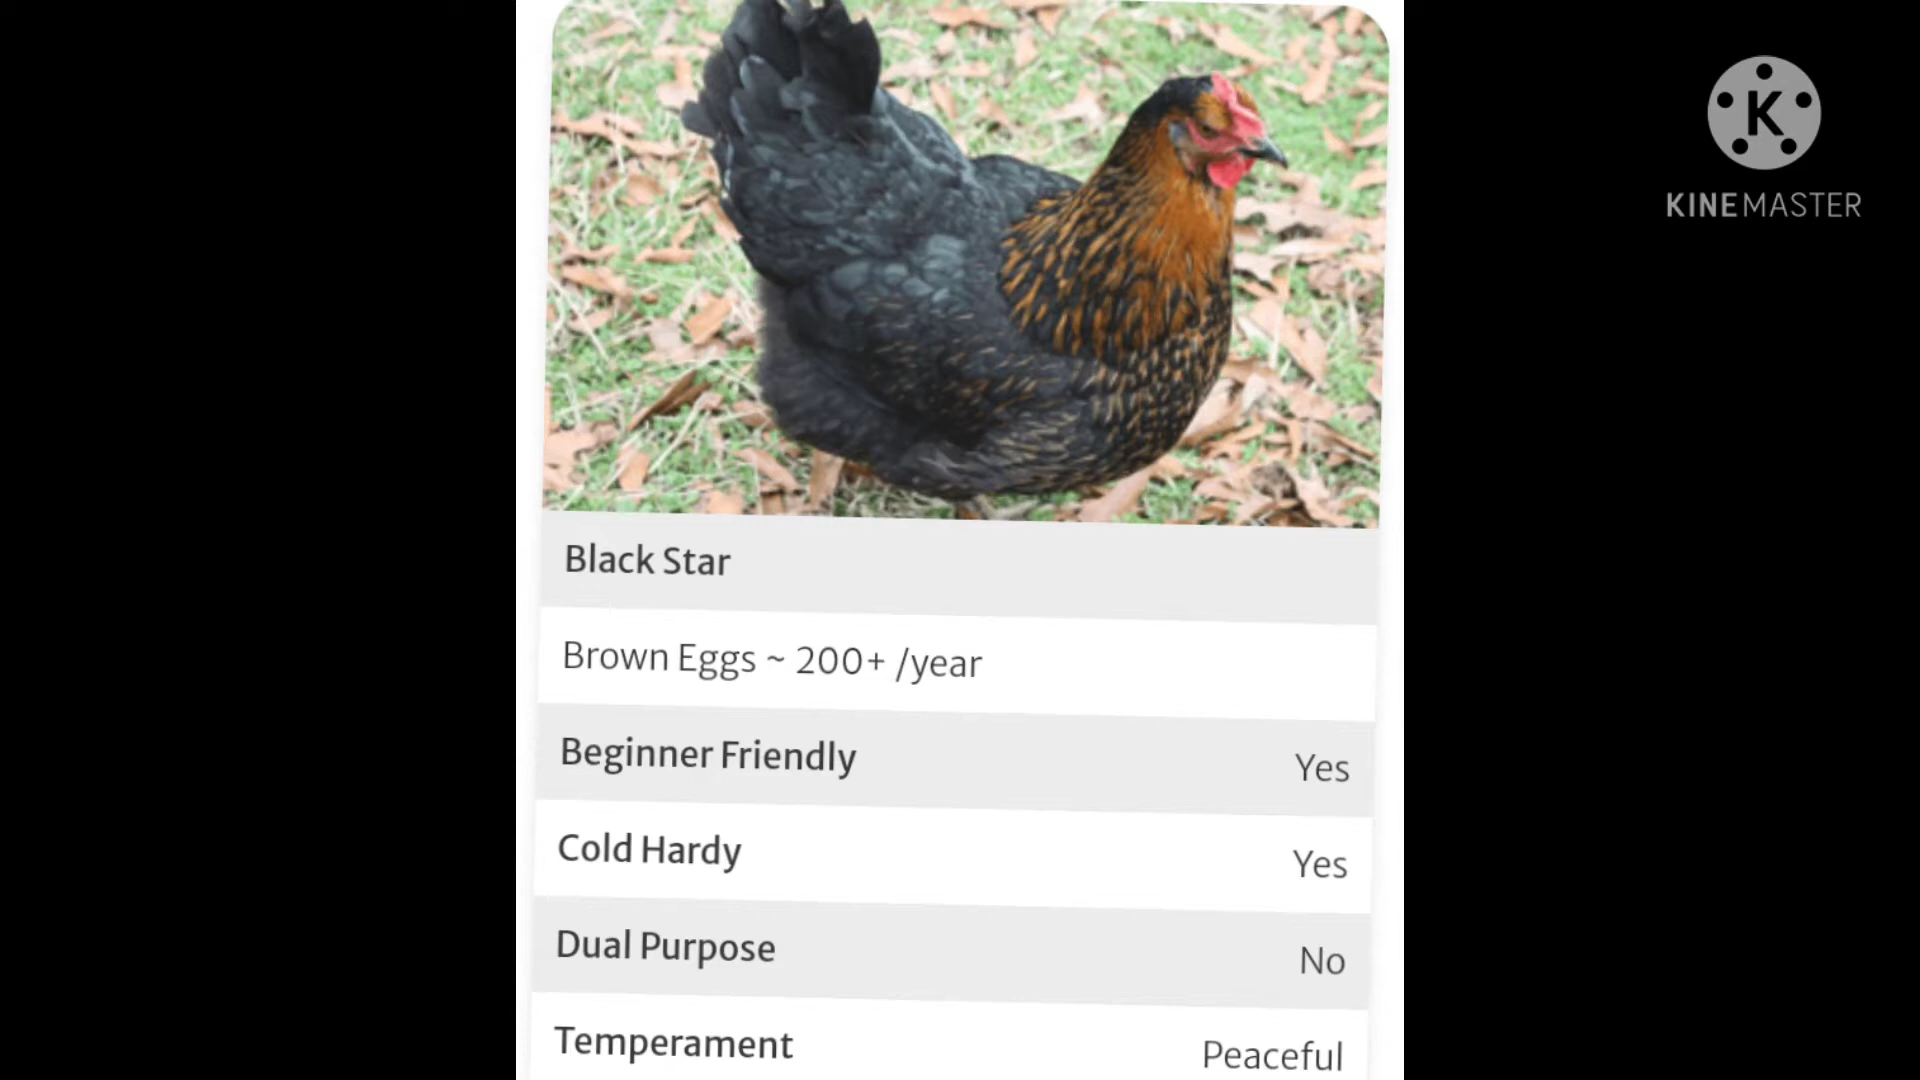 K
KINEMASTER
Black Star
Brown Eggs ~ 200+ /year
Beginner Friendly Yes
Cold Hardy Yes
Dual Purpose No
Temperament Peaceful